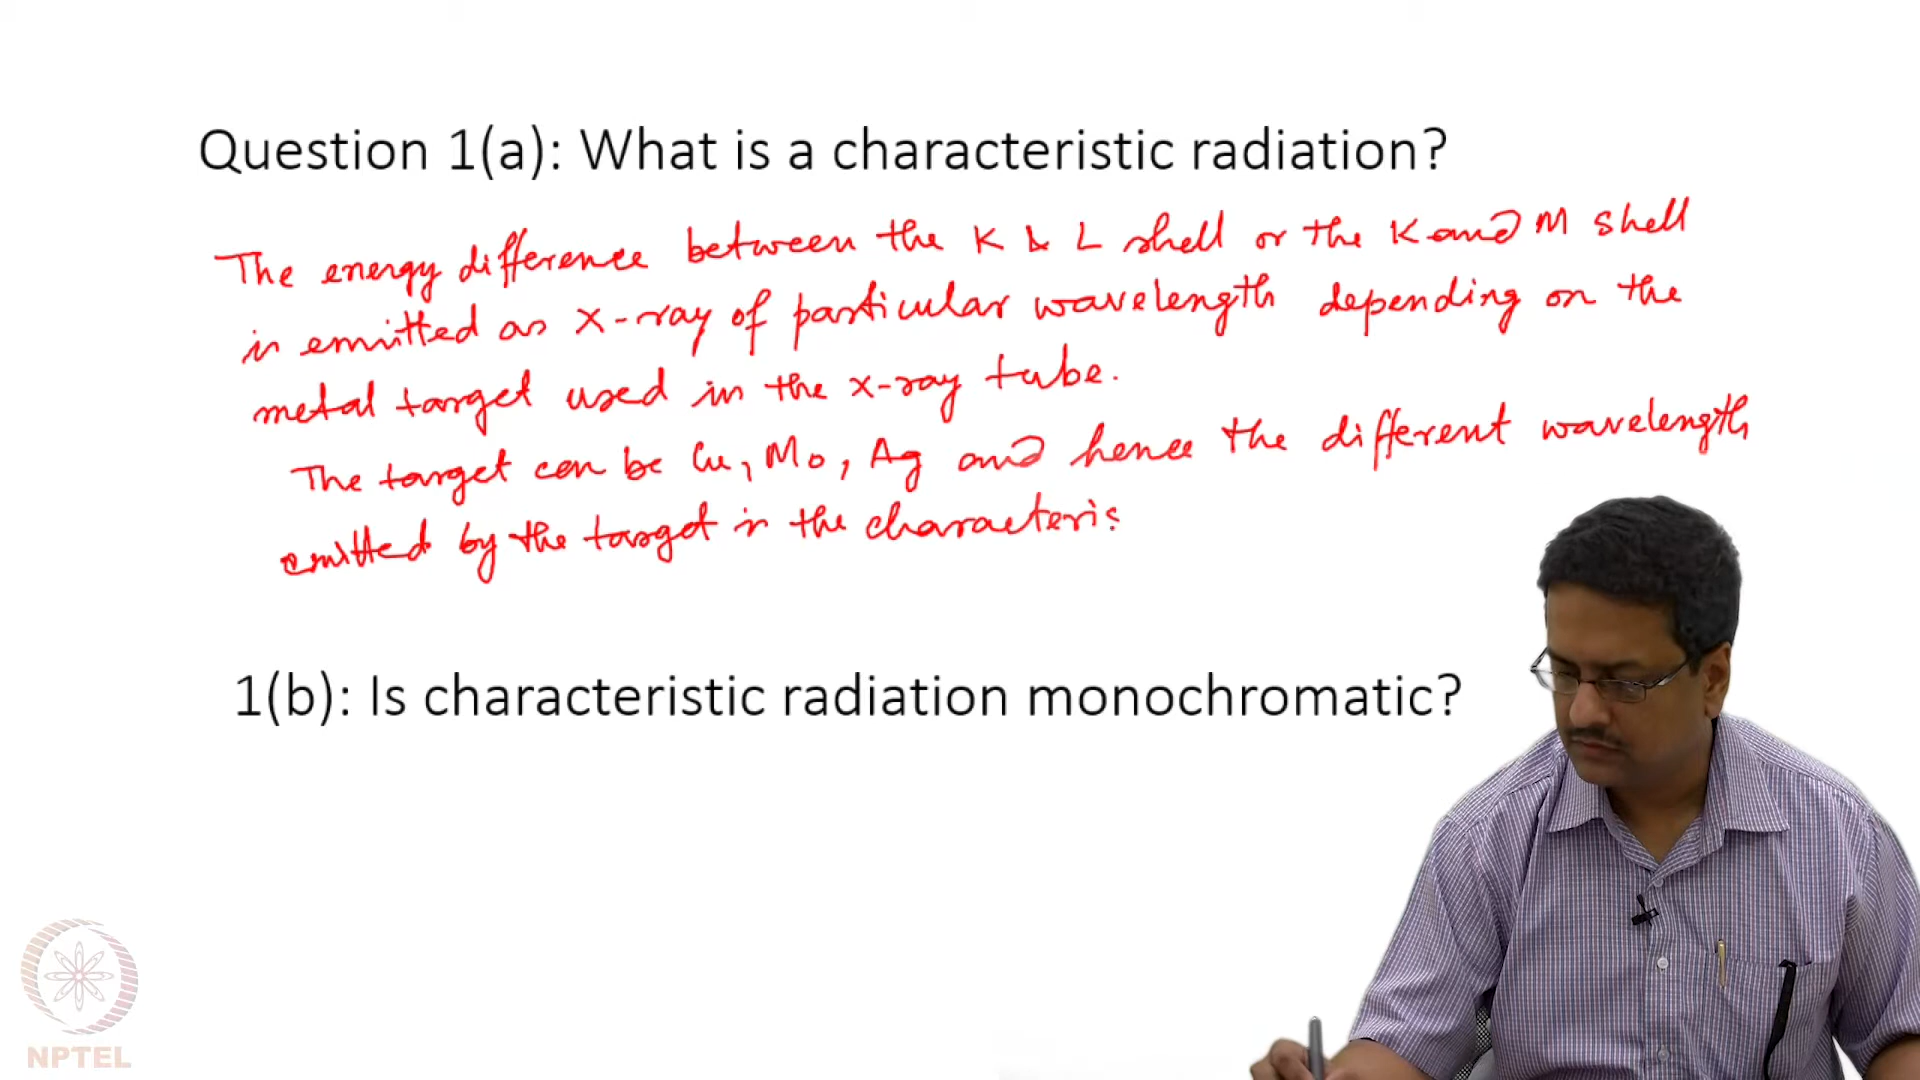 Question 1(a): What is a characteristic radiation?
The energy difference between the K & L shell or the K and M shell
is emitted as X-ray of particular wavelength depending on the
metal target used in the x-ray tube.
The target can be Cu, Mo, Ag and hence the different wavelength
emitted by the target is the characteris
1(b): Is characteristic radiation monochromatic?
NPTEL